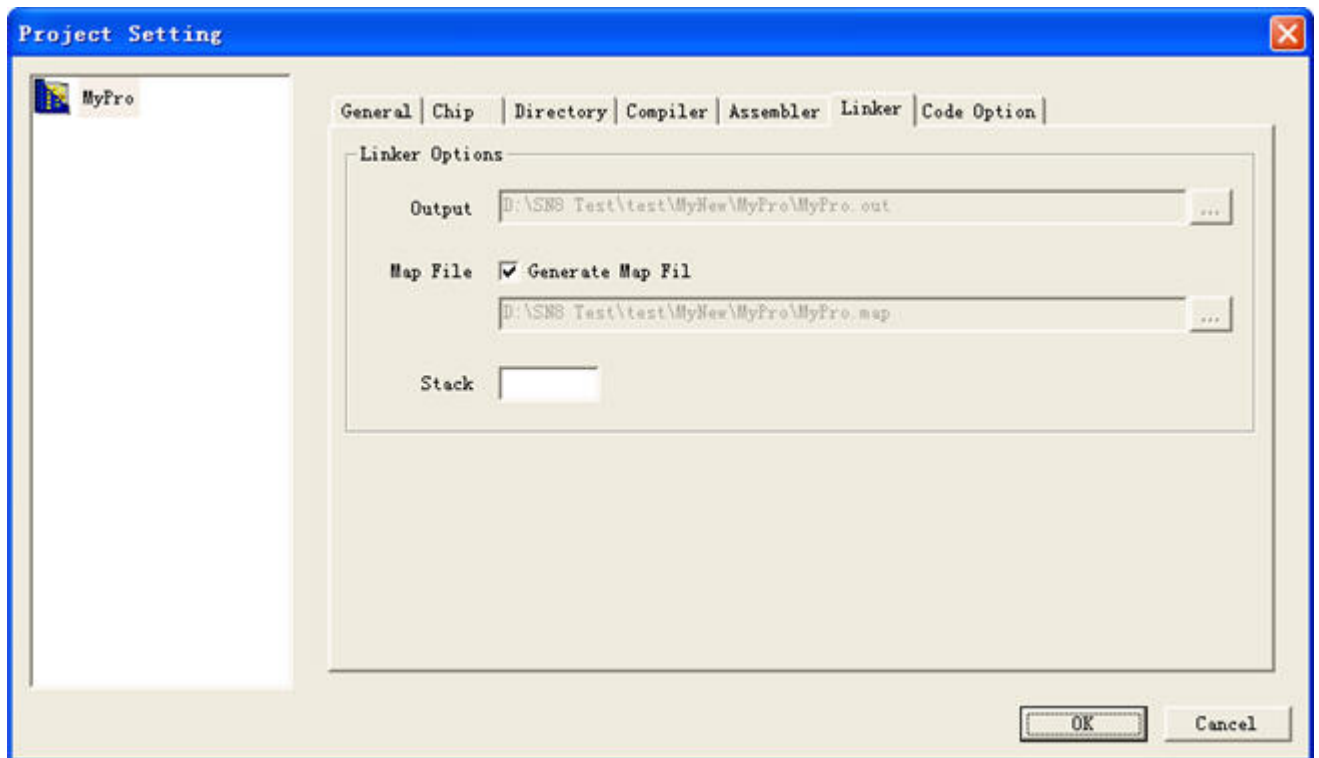 Project Setting
MyPro
General Chip Directory Compiler Assembler Linker Code Option
Linker Options
Output D:\SN8 Test\test\MyNew\MyPro\MyPro.out ...
Map File Generate Map Fil
D:\SN8 Test\test\MyNew\MyPro\MyPro.map ...
Stack
OK Cancel